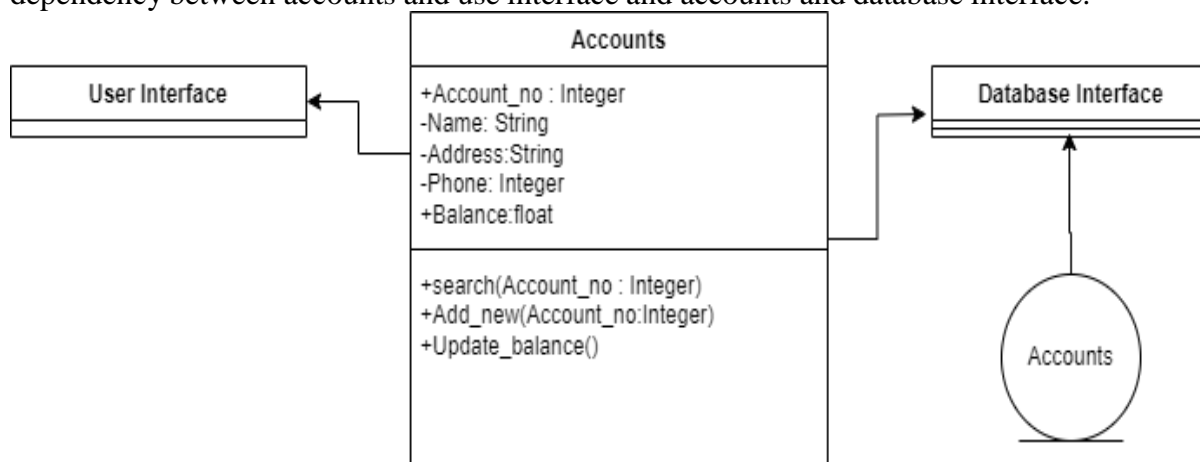 dependency between accounts and use interface and accounts and database interface.
Accounts
User Interface
+Account_no : Integer
-Name: String
-Address:String
-Phone: Integer
+Balance:float
+search(Account_no : Integer)
+Add_new(Account_no:Integer)
+Update_balance()
Database Interface
Accounts